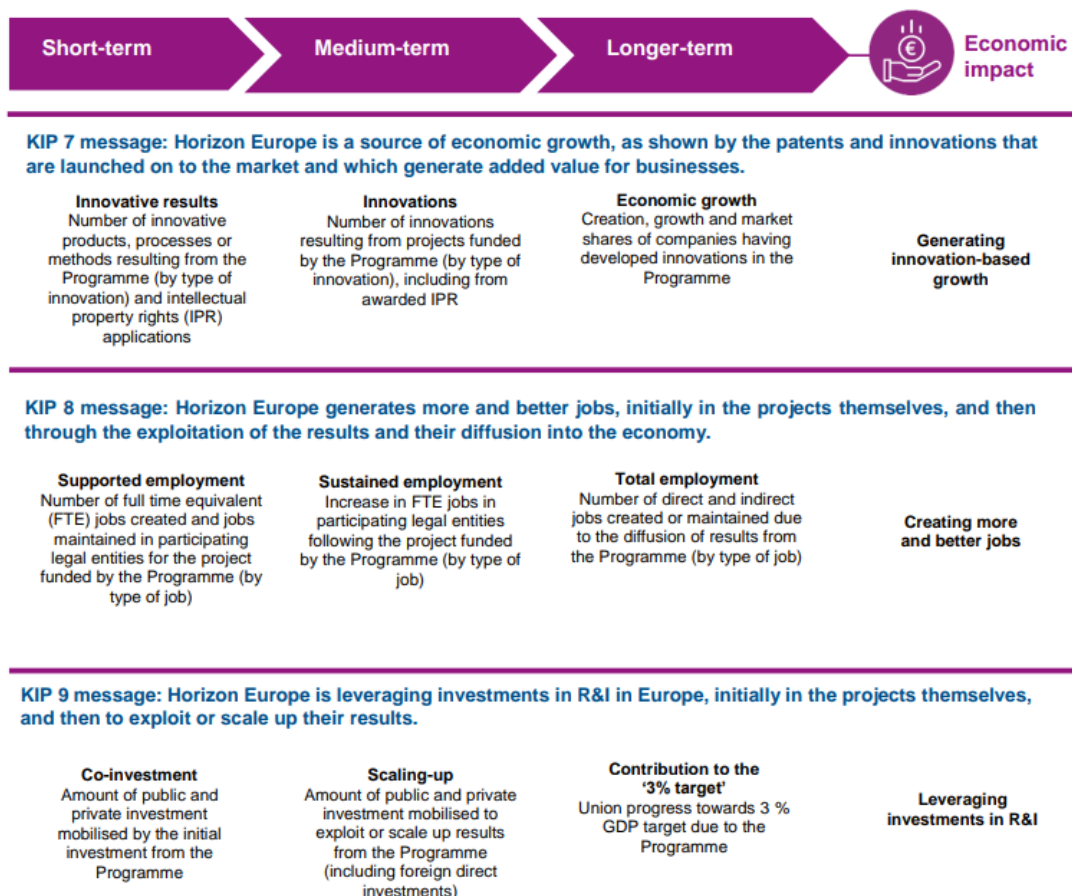 Short-term
Medium-term
Longer-term
Economic
impact
KIP 7 message: Horizon Europe is a source of economic growth, as shown by the patents and innovations that
are launched on to the market and which generate added value for businesses.
Innovative results
Number of innovative
products, processes or
methods resulting from the
Programme (by type of
innovation) and intellectual
property rights (IPR)
applications
Innovations
Number of innovations
resulting from projects funded
by the Programme (by type of
innovation), including from
awarded IPR
Economic growth
Creation, growth and market
shares of companies having
developed innovations in the
Programme
Generating
innovation-based
growth
KIP 8 message: Horizon Europe generates more and better jobs, initially in the projects themselves, and then
through the exploitation of the results and their diffusion into the economy.
Supported employment
Number of full time equivalent
(FTE) jobs created and jobs
maintained in participating
legal entities for the project
funded by the Programme (by
type of job)
Sustained employment
Increase in FTE jobs in
participating legal entities
following the project funded
by the Programme (by type of
job)
Total employment
Number of direct and indirect
jobs created or maintained due
to the diffusion of results from
the Programme (by type of job)
Creating more
and better jobs
KIP 9 message: Horizon Europe is leveraging investments in R&I in Europe, initially in the projects themselves,
and then to exploit or scale up their results.
Co-investment
Amount of public and
private investment
mobilised by the initial
investment from the
Programme
Scaling-up
Amount of public and private
investment mobilised to
exploit or scale up results
from the Programme
(including foreign direct
investments)
Contribution to the
‘3% target’
Union progress towards 3 %
GDP target due to the
Programme
Leveraging
investments in R&I